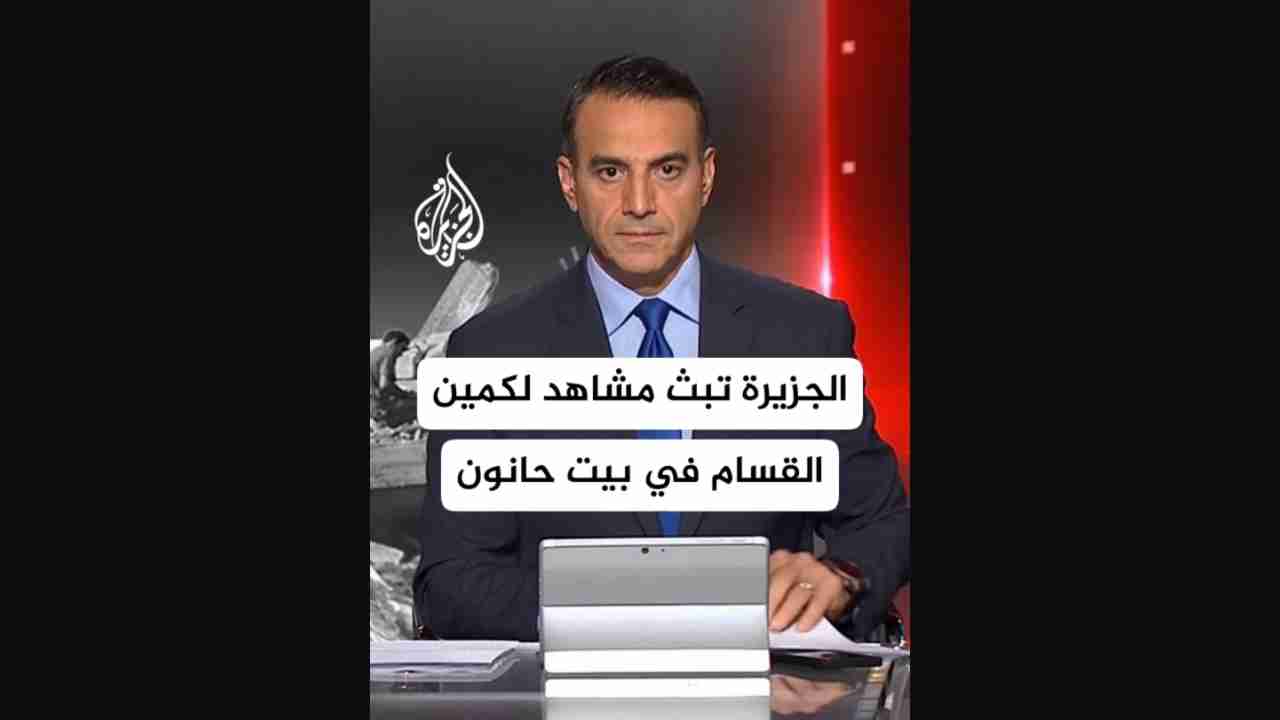 الجزيرة
الجزيرة تبث مشاهد لكمين
القسام في بيت حانون